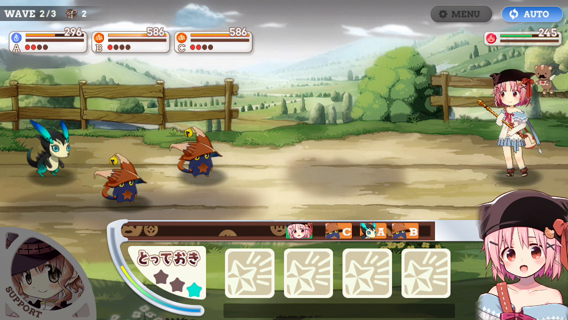 WAVE 2/3 2
MENU
AUTO
296
A
586
B
586
C
245
C A B
とっておき
SUPPORT